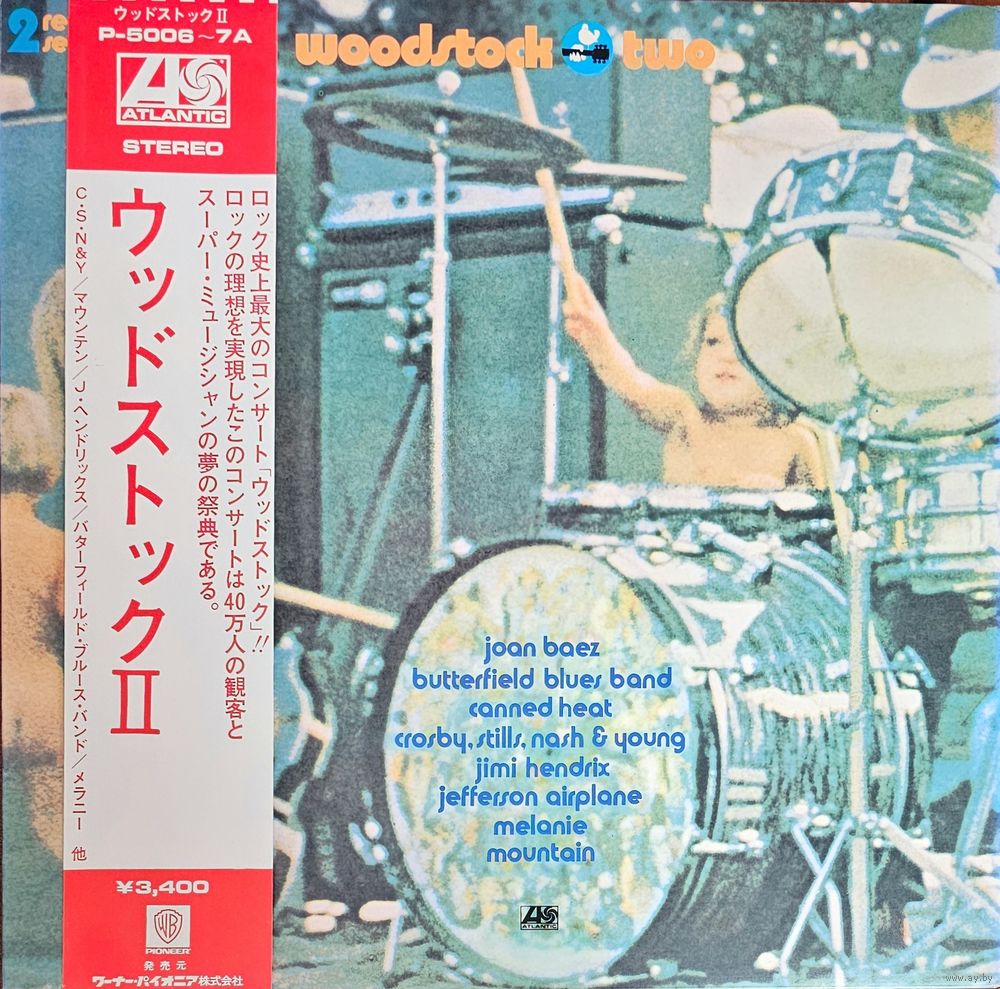 2 re
se
ウッドストックⅡ
P-5006~7A
ATLANTIC
STEREO
ロック史上最大のコンサート「ウッドストック」!!
ロックの理想を実現したこのコンサートは40万人の観客と
スーパー・ミュージシャンの夢の祭典である。
ウッドストックⅡ
C・S・N&Y/マウンテン/J・ヘンドリックス/バターフィールド・ブルース・バンド/メラニー 他
¥3,400
WB
PIONEER
発売元
ワーナー・パイオニア株式会社
woodstock two
joan baez
butterfield blues band
canned heat
crosby, stills, nash & young
jimi hendrix
jefferson airplane
melanie
mountain
ATLANTIC
www.ay.by